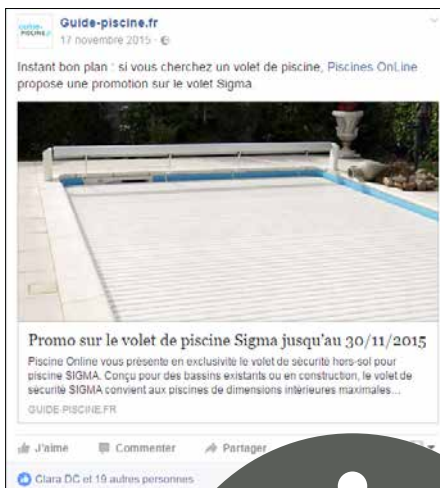 GUIDE-PISCINE.fr
Guide-piscine.fr
17 novembre 2015
Instant bon plan : si vous cherchez un volet de piscine, Piscines OnLine
propose une promotion sur le volet Sigma
Promo sur le volet de piscine Sigma jusqu'au 30/11/2015
Piscine Online vous présente en exclusivité le volet de sécurité hors-sol pour
piscine SIGMA. Conçu pour des bassins existants ou en construction, le volet de
sécurité SIGMA convient aux piscines de dimensions intérieures maximales...
GUIDE-PISCINE.FR
J'aime Commenter Partager
Clara DC et 19 autres personnes